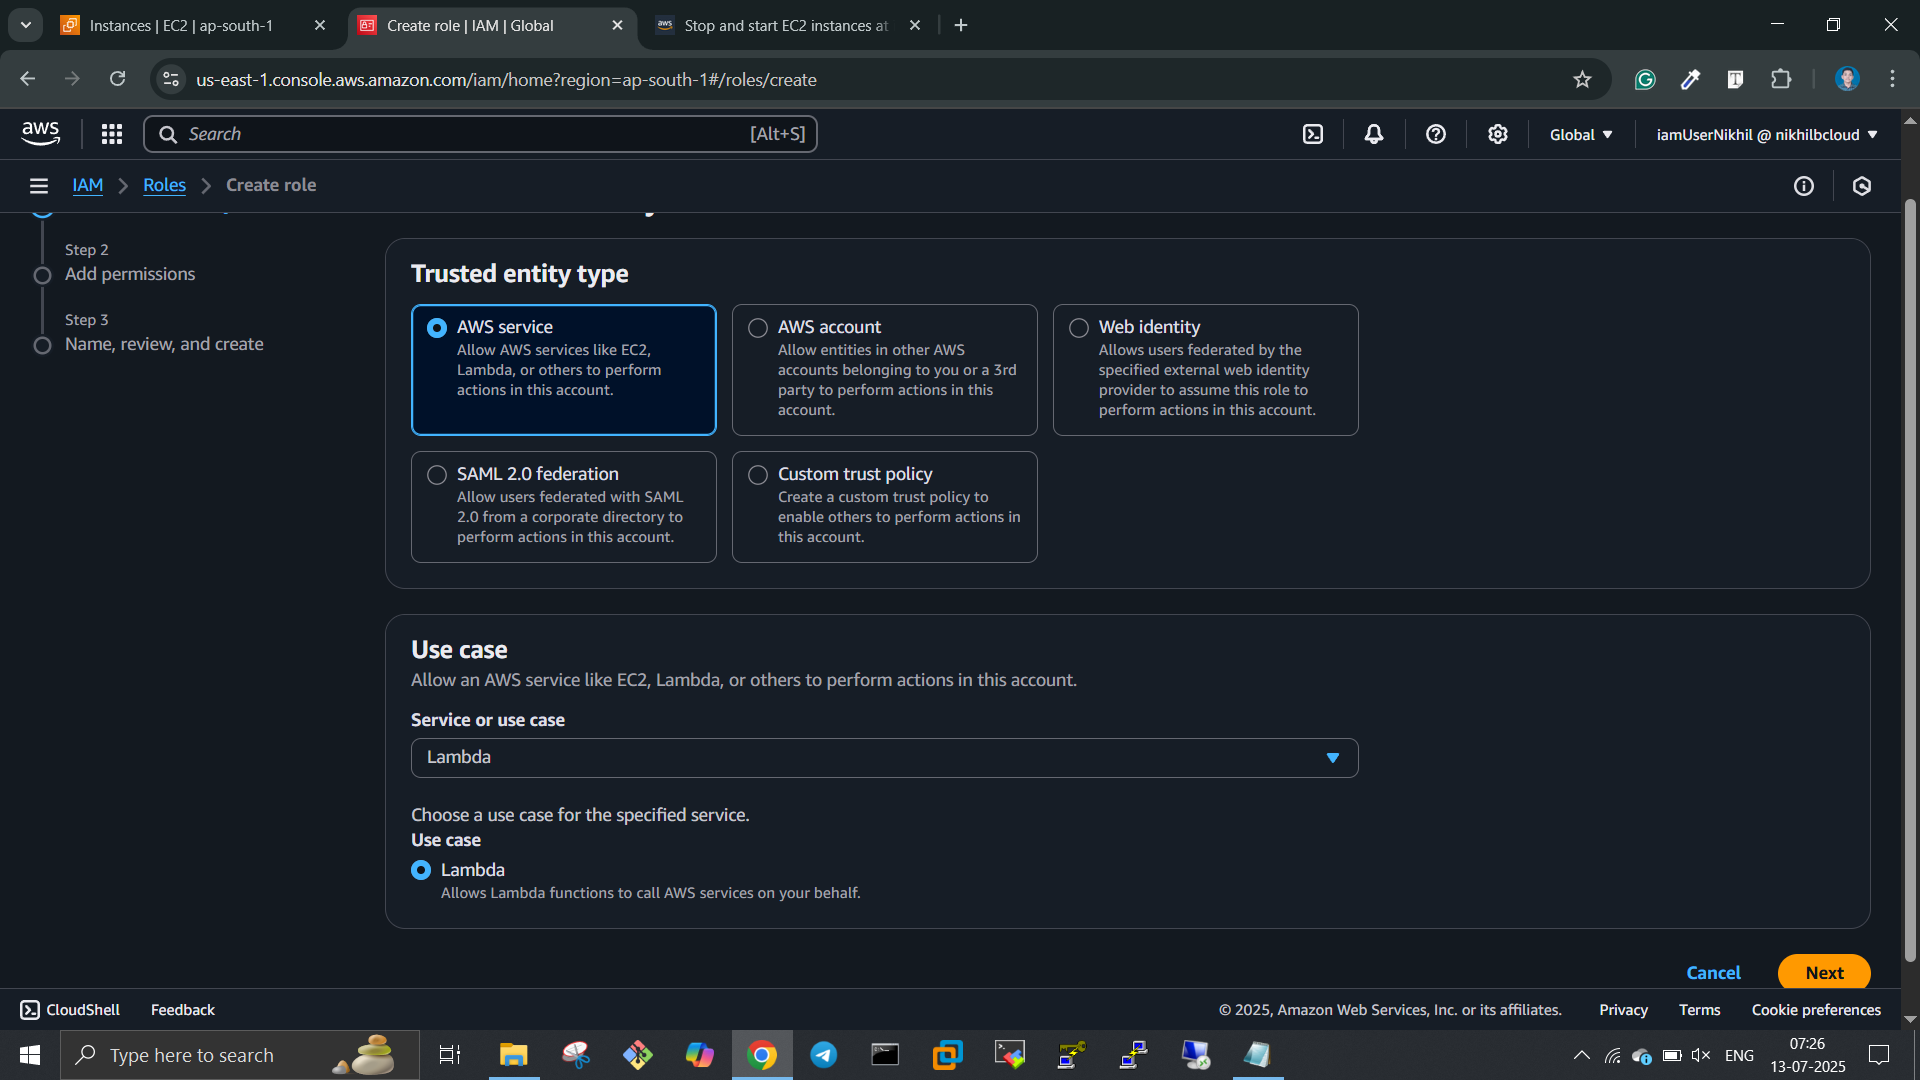 Instances | EC2 | ap-south-1
Create role | IAM | Global
Stop and start EC2 instances at
us-east-1.console.aws.amazon.com/iam/home?region=ap-south-1#/roles/create
aws
Search
[Alt+S]
Global
iamUserNikhil @ nikhilbcloud
IAM
Roles
Create role
Step 2
Add permissions
Step 3
Name, review, and create
Trusted entity type
AWS service
Allow AWS services like EC2,
Lambda, or others to perform
actions in this account.
AWS account
Allow entities in other AWS
accounts belonging to you or a 3rd
party to perform actions in this
account.
Web identity
Allows users federated by the
specified external web identity
provider to assume this role to
perform actions in this account.
SAML 2.0 federation
Allow users federated with SAML
2.0 from a corporate directory to
perform actions in this account.
Custom trust policy
Create a custom trust policy to
enable others to perform actions in
this account.
Use case
Allow an AWS service like EC2, Lambda, or others to perform actions in this account.
Service or use case
Lambda
Choose a use case for the specified service.
Use case
Lambda
Allows Lambda functions to call AWS services on your behalf.
Cancel
Next
CloudShell
Feedback
© 2025, Amazon Web Services, Inc. or its affiliates.
Privacy
Terms
Cookie preferences
Type here to search
ENG
07:26
13-07-2025